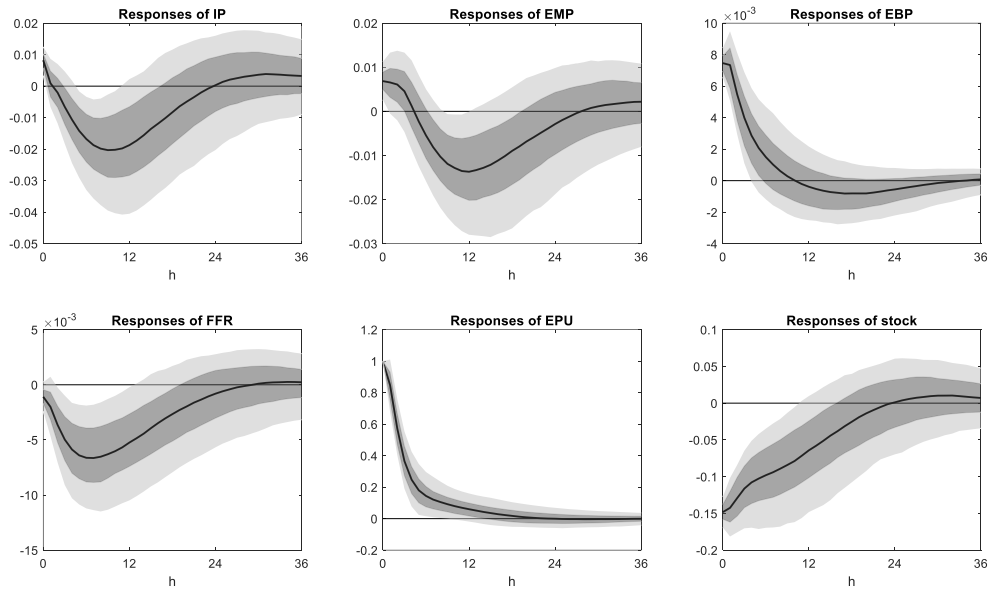 Responses of IP
0.02
0.01
0
-0.01
-0.02
-0.03
-0.04
-0.05
0 12 24 36
h
Responses of EMP
0.02
0.01
0
-0.01
-0.02
-0.03
0 12 24 36
h
×10⁻³ Responses of EBP
10
8
6
4
2
0
-2
-4
0 12 24 36
h
×10⁻³ Responses of FFR
5
0
-5
-10
-15
0 12 24 36
h
Responses of EPU
1.2
1
0.8
0.6
0.4
0.2
0
-0.2
0 12 24 36
h
Responses of stock
0.1
0.05
0
-0.05
-0.1
-0.15
-0.2
0 12 24 36
h